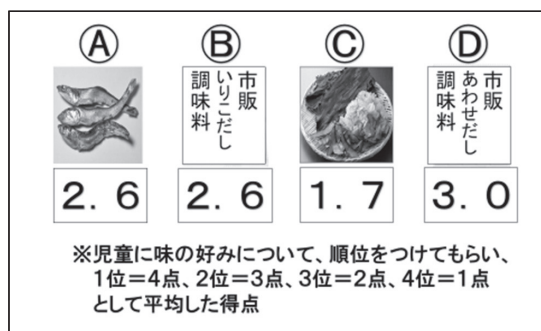 Ⓐ Ⓑ Ⓒ Ⓓ
市販
いりこだし
調味料
市販
あわせだし
調味料
2.6 2.6 1.7 3.0
※児童に味の好みについて、順位をつけてもらい、
1位=4点、2位=3点、3位=2点、4位=1点
として平均した得点